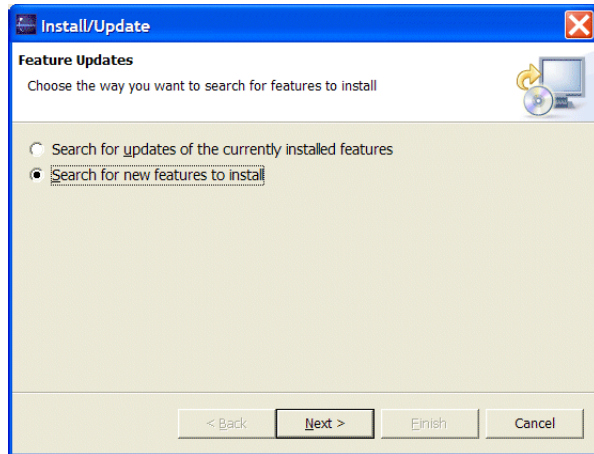 Install/Update
Feature Updates
Choose the way you want to search for features to install
Search for updates of the currently installed features
Search for new features to install
< Back Next > Finish Cancel